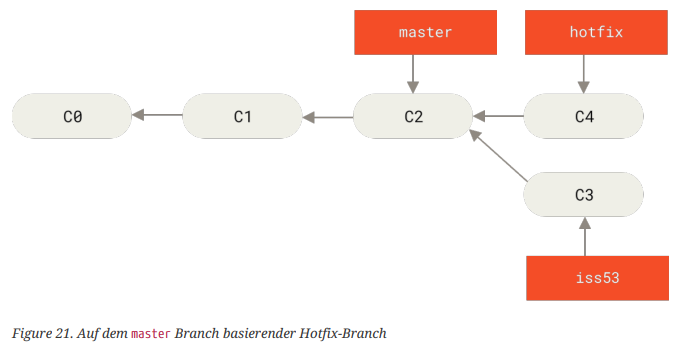 master
hotfix
C0
C1
C2
C4
C3
iss53
Figure 21. Auf dem master Branch basierender Hotfix-Branch